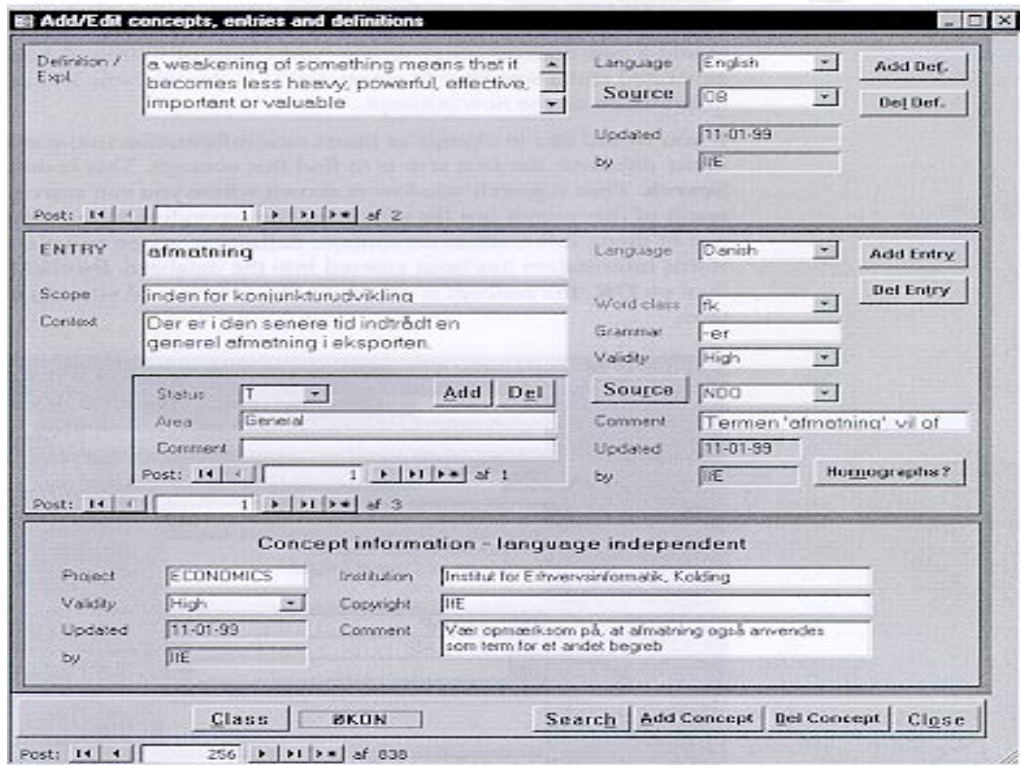 Add/Edit concepts, entries and definitions
Definition / Expl.
a weakening of something means that it
becomes less heavy, powerful, effective,
important or valuable
Language English
Source OB
Updated 11-01-99
by IIE
Add Def.
Del Def.
Post: 1 af 2
ENTRY afmatning
Scope inden for konjunkturudvikling
Context Der er i den senere tid indtrådt en
generel afmatning i eksporten.
Status T Add Del
Area General
Comment
Post: 1 af 1
Language Danish
Word class fk
Grammar -er
Validity High
Source NDO
Comment Termen 'afmatning' vil of
Updated 11-01-99
by IIE
Add Entry
Del Entry
Homographs?
Post: 1 af 3
Concept information - language independent
Project ECONOMICS
Validity High
Updated 11-01-99
by IIE
Institution Institut for Erhvervsinformatik, Kolding
Copyright IIE
Comment Vær opmærksom på, at afmatning også anvendes
som term for et andet begreb
Class ØKON Search Add Concept Del Concept Close
Post: 256 af 838